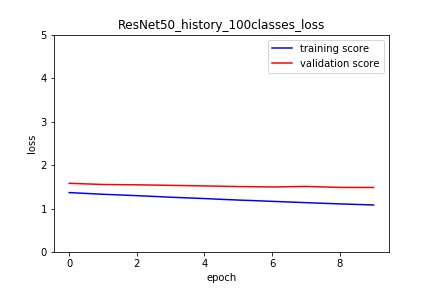 ResNet50_history_100classes_loss
training score
validation score
5
4
3
2
1
0
loss
0 2 4 6 8
epoch